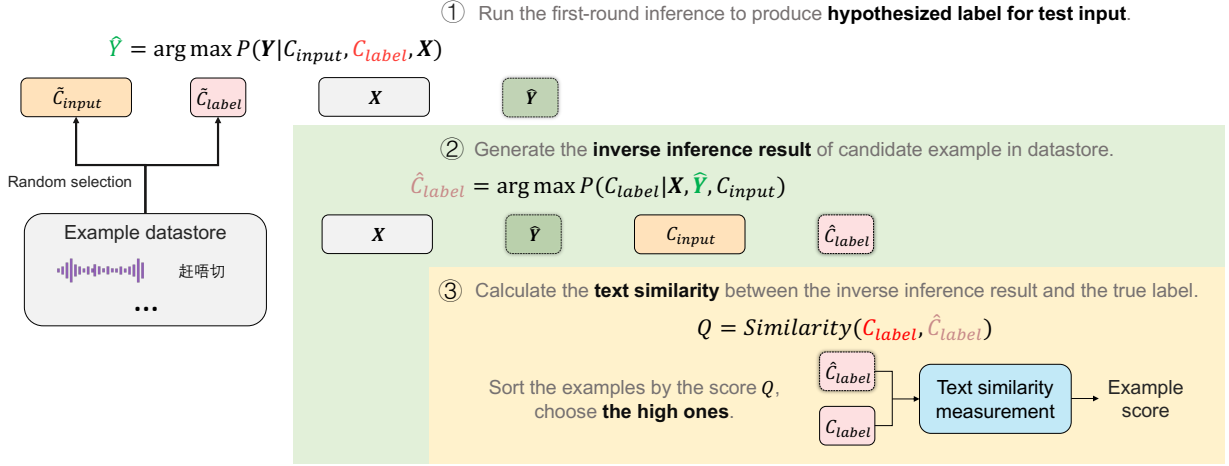 ① Run the first-round inference to produce hypothesized label for test input.
Ŷ = arg max P(Y|C_input, C_label, X)
C̃_input
C̃_label
X
Ŷ
Random selection
Example datastore
赶唔切
...
② Generate the inverse inference result of candidate example in datastore.
Ĉ_label = arg max P(C_label|X, Ŷ, C_input)
X
Ŷ
C_input
Ĉ_label
③ Calculate the text similarity between the inverse inference result and the true label.
Q = Similarity(C_label, Ĉ_label)
Sort the examples by the score Q,
choose the high ones.
Ĉ_label
C_label
Text similarity
measurement
Example
score